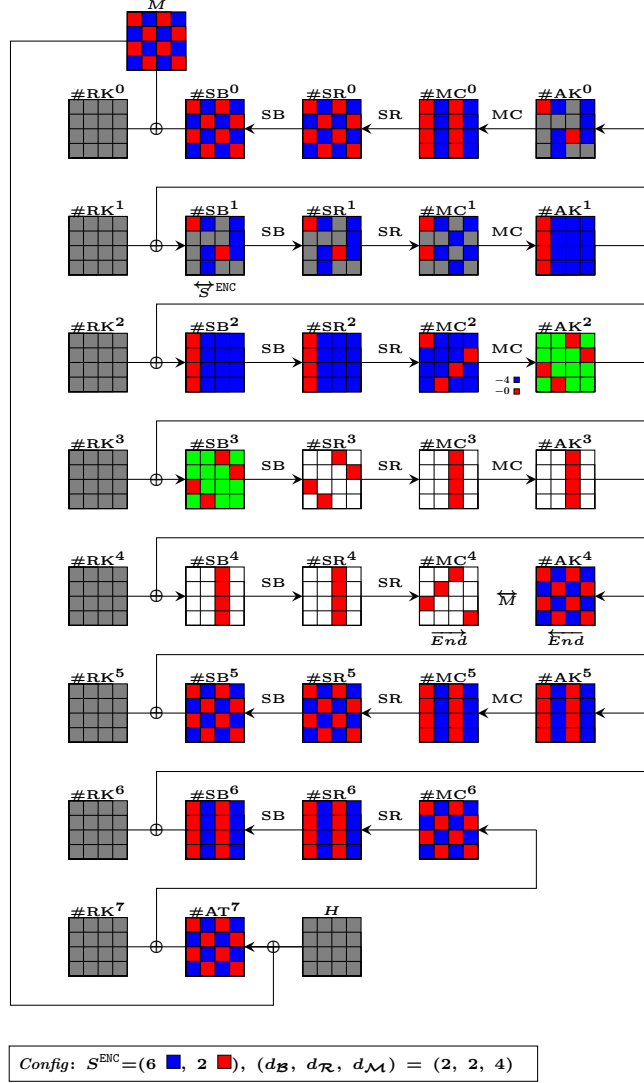 M
#RK⁰ #SB⁰ SB #SR⁰ SR #MC⁰ MC #AK⁰
#RK¹ #SB¹ SB #SR¹ SR #MC¹ MC #AK¹
S ENC
#RK² #SB² SB #SR² SR #MC² MC #AK²
−4
−0
#RK³ #SB³ SB #SR³ SR #MC³ MC #AK³
#RK⁴ #SB⁴ SB #SR⁴ SR #MC⁴ M #AK⁴
End End
#RK⁵ #SB⁵ SB #SR⁵ SR #MC⁵ MC #AK⁵
#RK⁶ #SB⁶ SB #SR⁶ SR #MC⁶
#RK⁷ #AT⁷ H
Config: S^ENC=(6 , 2 ), (d_B, d_R, d_M) = (2, 2, 4)